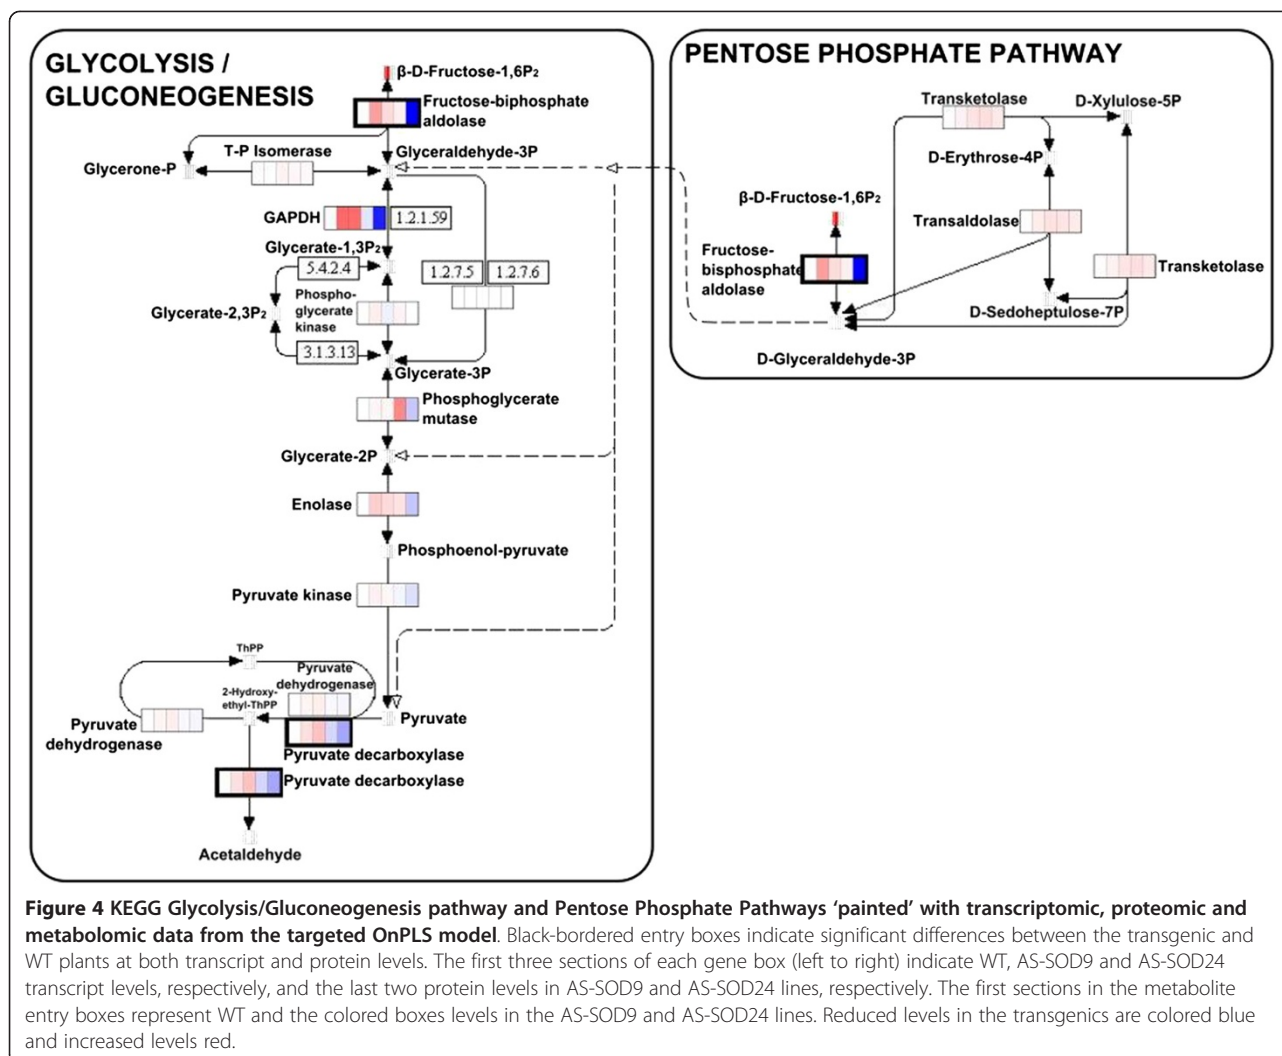 GLYCOLYSIS /
GLUCONEOGENESIS
β-D-Fructose-1,6P2
Fructose-biphosphate
aldolase
T-P Isomerase
Glycerone-P
Glyceraldehyde-3P
GAPDH
1.2.1.59
Glycerate-1,3P2
5.4.2.4
1.2.7.5
1.2.7.6
Phospho-
glycerate
kinase
Glycerate-2,3P2
3.1.3.13
Glycerate-3P
Phosphoglycerate
mutase
Glycerate-2P
Enolase
Phosphoenol-pyruvate
Pyruvate kinase
ThPP
Pyruvate
dehydrogenase
2-Hydroxy-
ethyl-ThPP
Pyruvate
Pyruvate
dehydrogenase
Pyruvate decarboxylase
Pyruvate decarboxylase
Acetaldehyde
PENTOSE PHOSPHATE PATHWAY
Transketolase
D-Xylulose-5P
D-Erythrose-4P
β-D-Fructose-1,6P2
Transaldolase
Fructose-
bisphosphate
aldolase
Transketolase
D-Sedoheptulose-7P
D-Glyceraldehyde-3P
Figure 4 KEGG Glycolysis/Gluconeogenesis pathway and Pentose Phosphate Pathways ‘painted’ with transcriptomic, proteomic and
metabolomic data from the targeted OnPLS model. Black-bordered entry boxes indicate significant differences between the transgenic and
WT plants at both transcript and protein levels. The first three sections of each gene box (left to right) indicate WT, AS-SOD9 and AS-SOD24
transcript levels, respectively, and the last two protein levels in AS-SOD9 and AS-SOD24 lines, respectively. The first sections in the metabolite
entry boxes represent WT and the colored boxes levels in the AS-SOD9 and AS-SOD24 lines. Reduced levels in the transgenics are colored blue
and increased levels red.